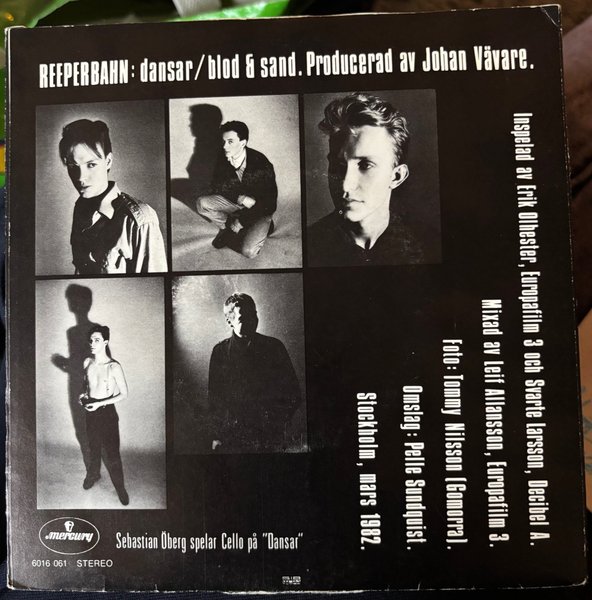 REEPERBAHN: dansar/blod & sand. Producerad av Johan Vävare.
Inspelad av Erik Olhester, Europafilm 3 och Svarte Larsson, Decibel A.
Mixad av Leif Allansson, Europafilm 3.
Foto: Tommy Nilsson (Gomorra).
Omslag: Pelle Sundquist.
Stockholm, mars 1982.
mercury
6016 061 STEREO
Sebastian Öberg spelar Cello på "Dansar"